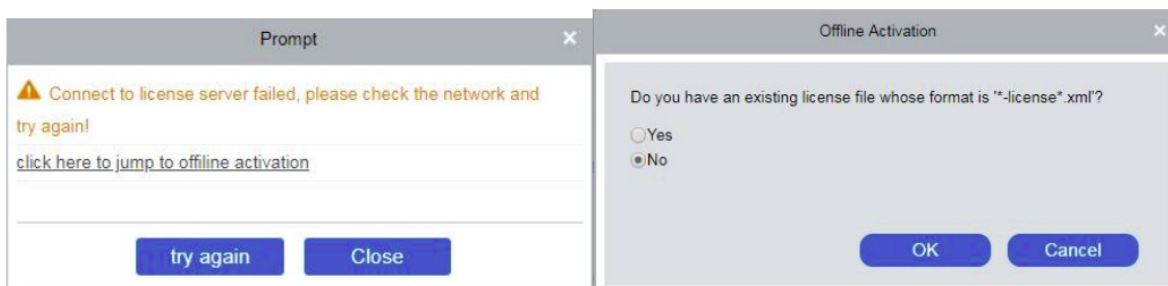 Prompt
Connect to license server failed, please check the network and
try again!
click here to jump to offiline activation
try again
Close
Offline Activation
Do you have an existing license file whose format is '*-license*.xml'?
Yes
No
OK
Cancel